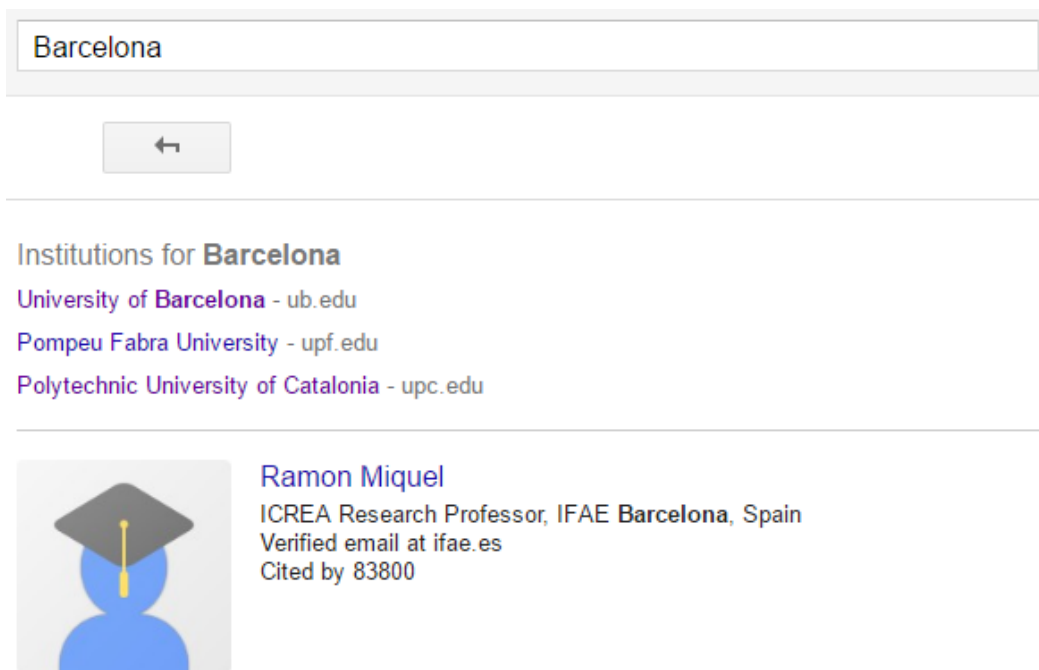 Barcelona
Institutions for Barcelona
University of Barcelona - ub.edu
Pompeu Fabra University - upf.edu
Polytechnic University of Catalonia - upc.edu
Ramon Miquel
ICREA Research Professor, IFAE Barcelona, Spain
Verified email at ifae.es
Cited by 83800